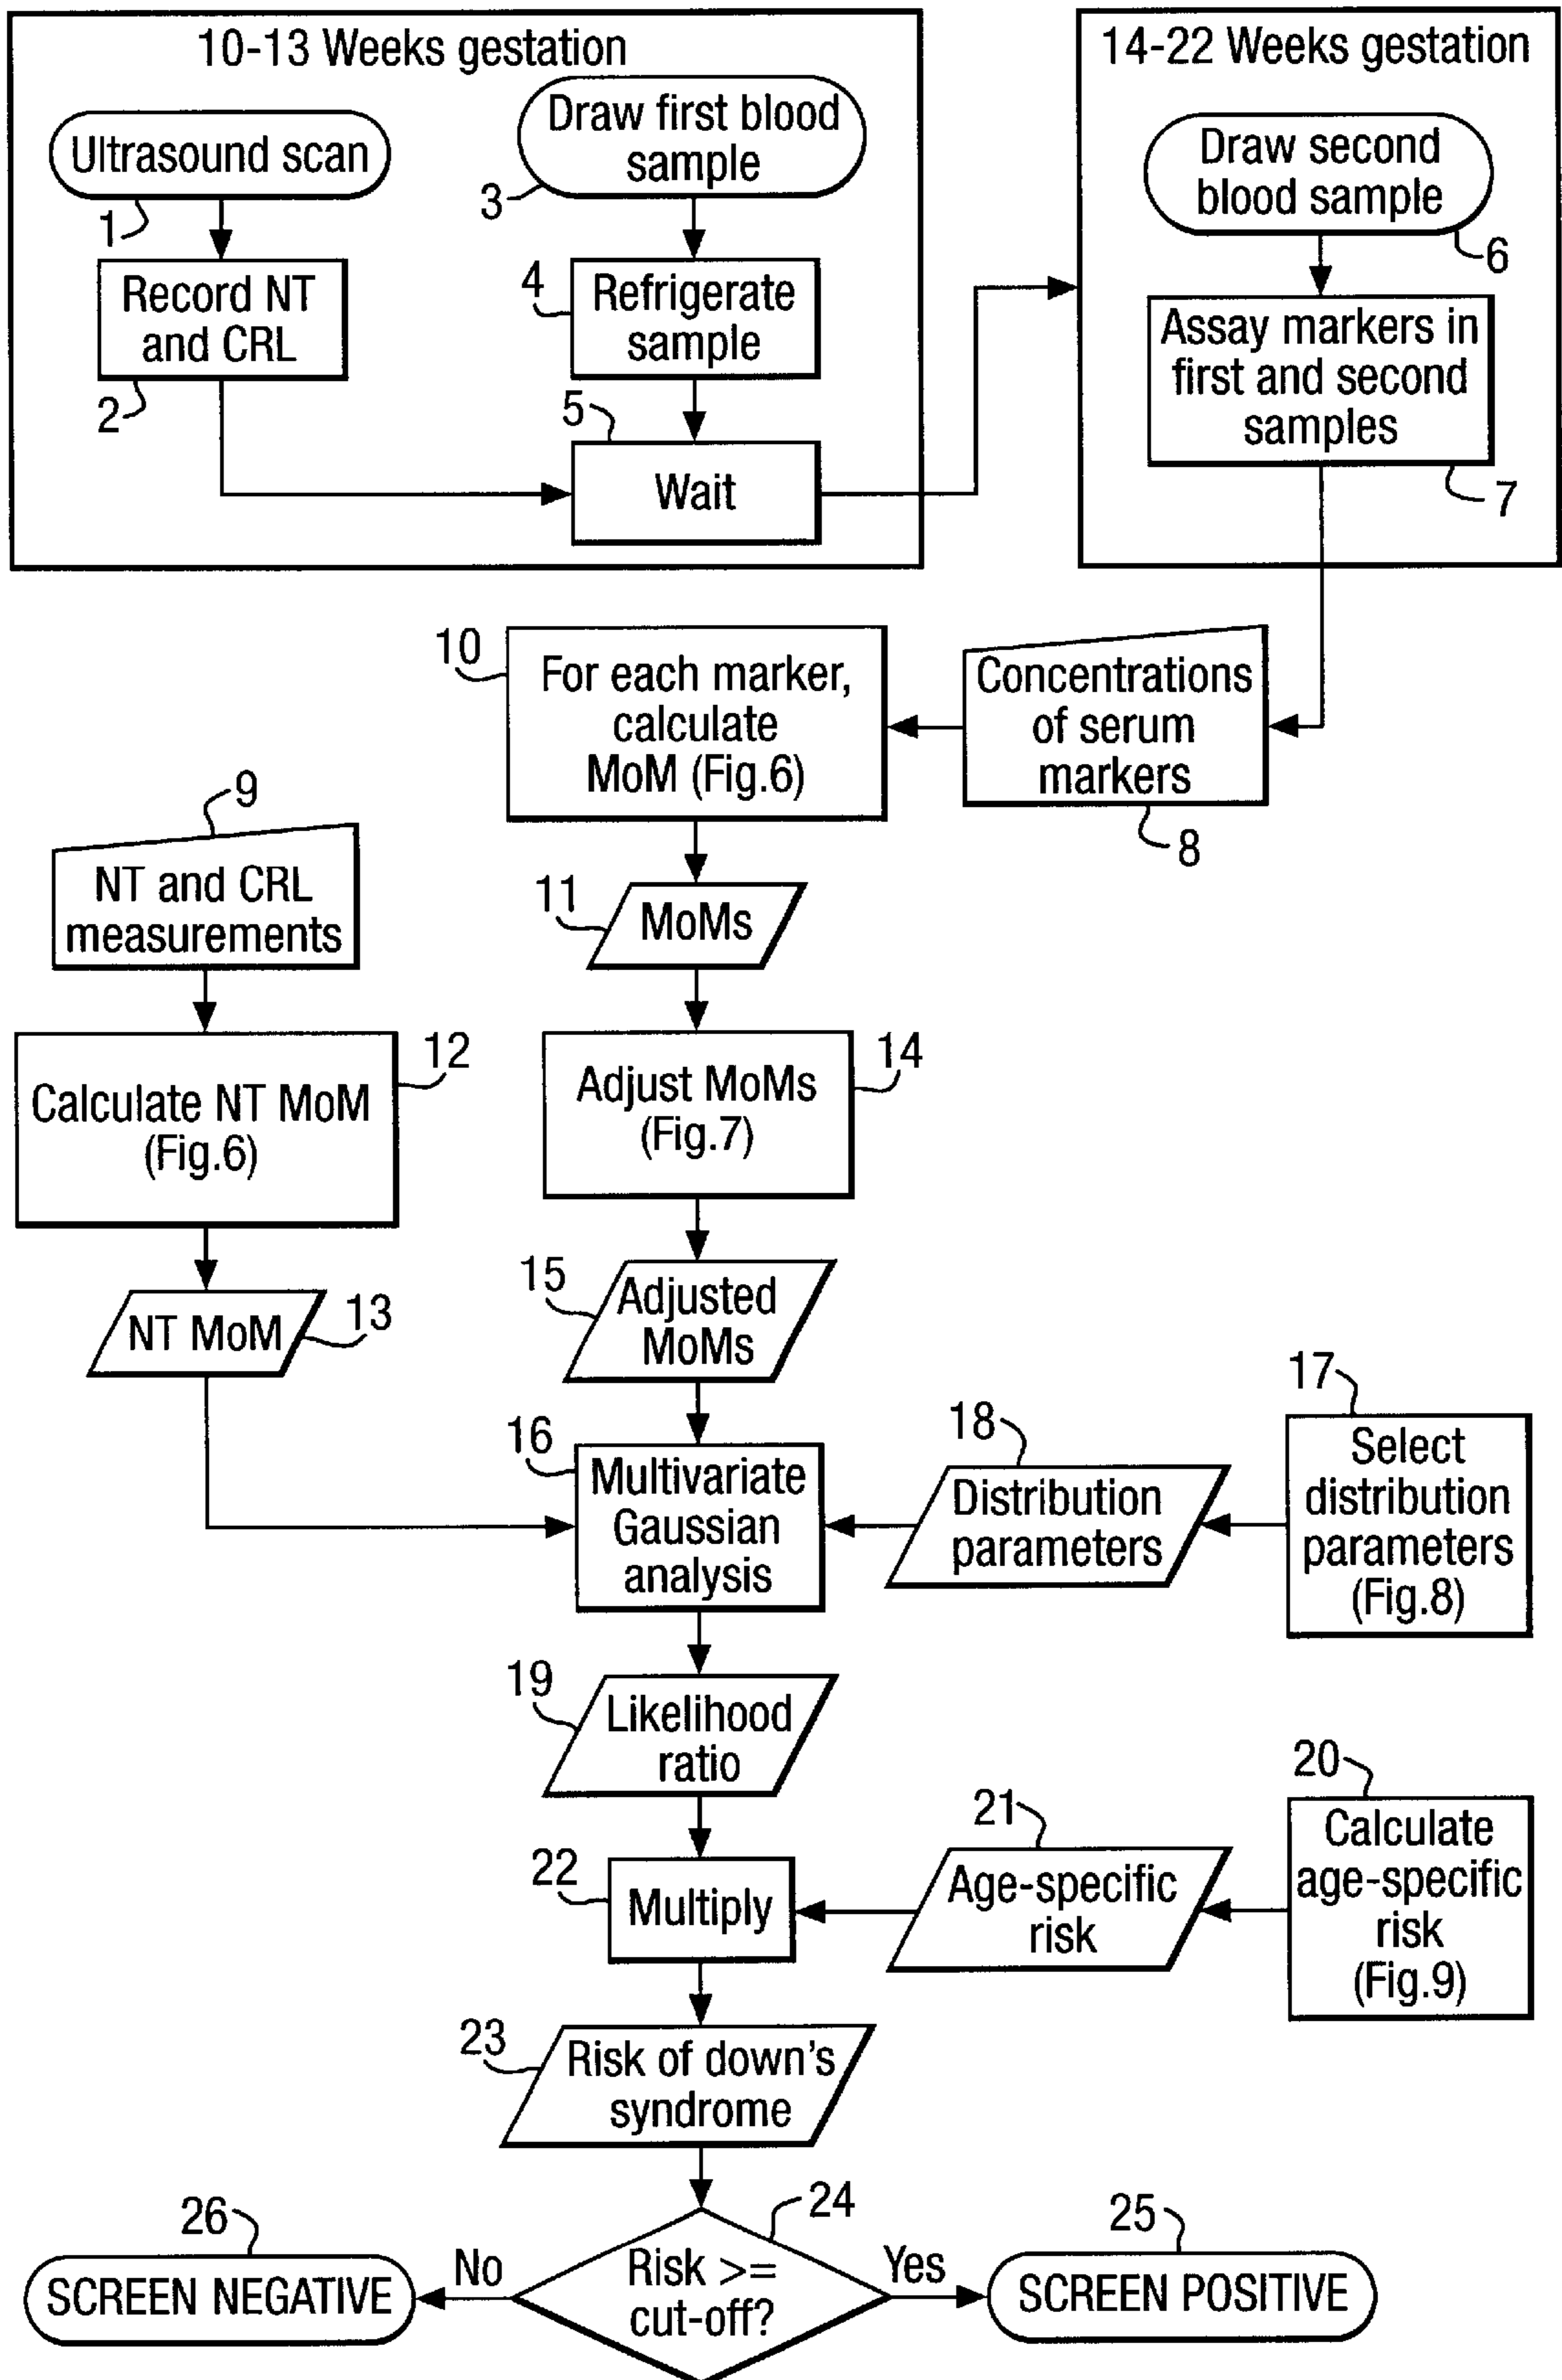 10-13 Weeks gestation
Ultrasound scan
1
Record NT
and CRL
2
Draw first blood
sample
3
4
Refrigerate
sample
5
Wait
14-22 Weeks gestation
Draw second
blood sample
6
Assay markers in
first and second
samples
7
Concentrations
of serum
markers
8
10
For each marker,
calculate
MoM (Fig.6)
9
NT and CRL
measurements
11
MoMs
12
Calculate NT MoM
(Fig.6)
14
Adjust MoMs
(Fig.7)
13
NT MoM
15
Adjusted
MoMs
16
Multivariate
Gaussian
analysis
18
Distribution
parameters
17
Select
distribution
parameters
(Fig.8)
19
Likelihood
ratio
22
Multiply
21
Age-specific
risk
20
Calculate
age-specific
risk
(Fig.9)
23
Risk of down's
syndrome
24
Risk >=
cut-off?
No
26
SCREEN NEGATIVE
Yes
25
SCREEN POSITIVE